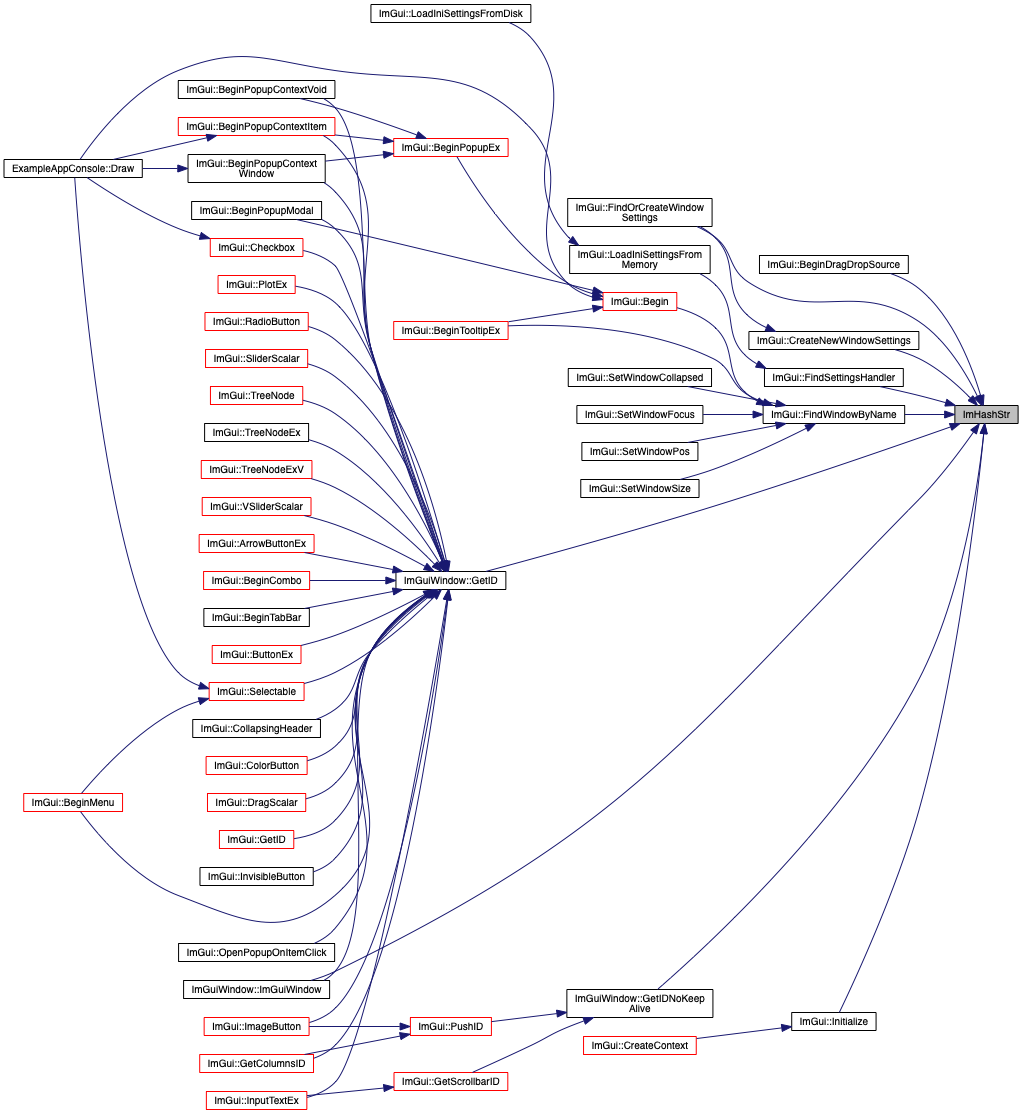 ImGui::LoadIniSettingsFromDisk
ImGui::BeginPopupContextVoid
ImGui::BeginPopupContextItem
ImGui::BeginPopupEx
ExampleAppConsole::Draw
ImGui::BeginPopupContext
Window
ImGui::BeginPopupModal
ImGui::FindOrCreateWindow
Settings
ImGui::Checkbox
ImGui::LoadIniSettingsFrom
Memory
ImGui::BeginDragDropSource
ImGui::PlotEx
ImGui::Begin
ImGui::RadioButton
ImGui::BeginTooltipEx
ImGui::CreateNewWindowSettings
ImGui::SliderScalar
ImGui::SetWindowCollapsed
ImGui::FindSettingsHandler
ImGui::TreeNode
ImGui::SetWindowFocus
ImGui::FindWindowByName
ImHashStr
ImGui::TreeNodeEx
ImGui::SetWindowPos
ImGui::TreeNodeExV
ImGui::SetWindowSize
ImGui::VSliderScalar
ImGui::ArrowButtonEx
ImGui::BeginCombo
ImGuiWindow::GetID
ImGui::BeginTabBar
ImGui::ButtonEx
ImGui::Selectable
ImGui::CollapsingHeader
ImGui::ColorButton
ImGui::BeginMenu
ImGui::DragScalar
ImGui::GetID
ImGui::InvisibleButton
ImGui::OpenPopupOnItemClick
ImGuiWindow::ImGuiWindow
ImGuiWindow::GetIDNoKeep
Alive
ImGui::ImageButton
ImGui::PushID
ImGui::Initialize
ImGui::CreateContext
ImGui::GetColumnsID
ImGui::GetScrollbarID
ImGui::InputTextEx